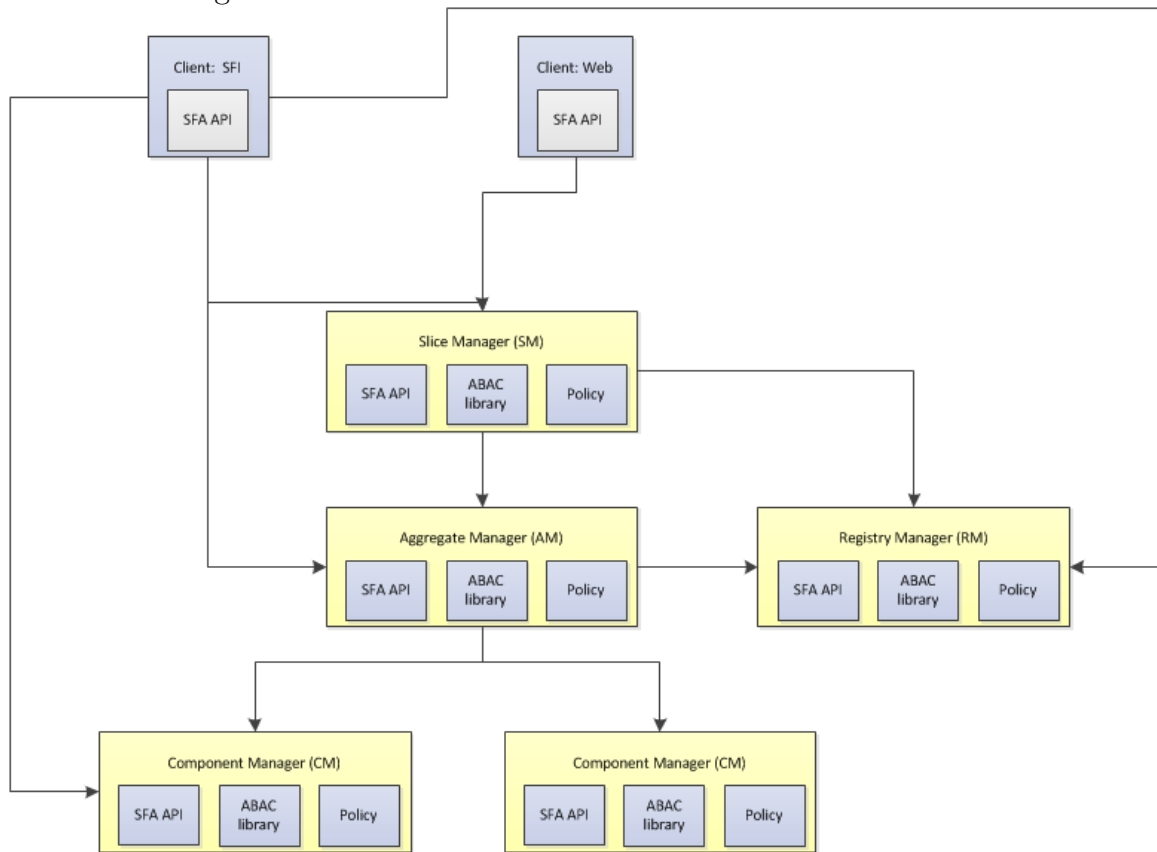 Client: SFI
SFA API
Client: Web
SFA API
Slice Manager (SM)
SFA API
ABAC
library
Policy
Aggregate Manager (AM)
SFA API
ABAC
library
Policy
Registry Manager (RM)
SFA API
ABAC
library
Policy
Component Manager (CM)
SFA API
ABAC
library
Policy
Component Manager (CM)
SFA API
ABAC
library
Policy